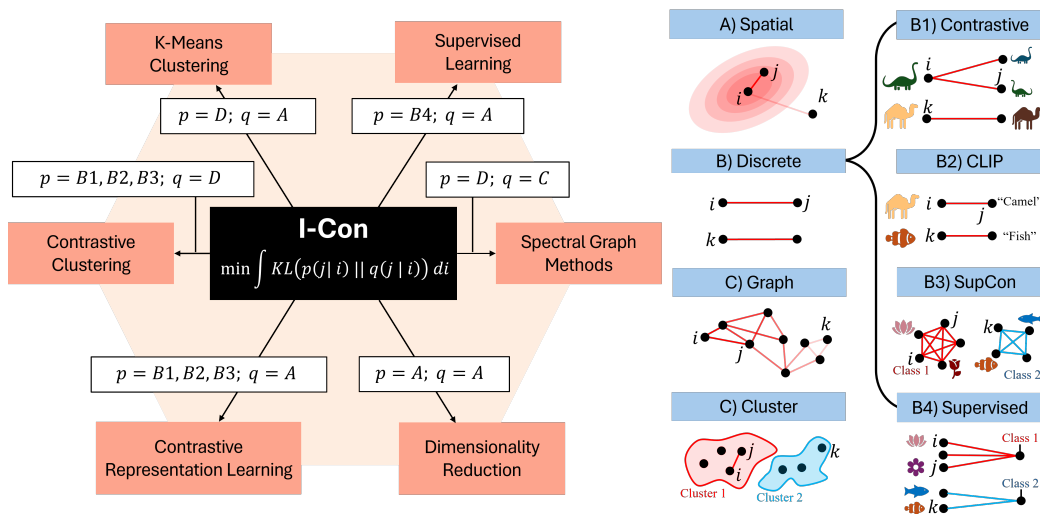 K-Means
Clustering
Supervised
Learning
p = D; q = A
p = B4; q = A
p = B1, B2, B3; q = D
p = D; q = C
Contrastive
Clustering
I-Con
min ∫ KL(p(j| i) || q(j | i)) di
Spectral Graph
Methods
p = B1, B2, B3; q = A
p = A; q = A
Contrastive
Representation Learning
Dimensionality
Reduction
A) Spatial
i
j
k
B) Discrete
i
j
k
C) Graph
i
j
k
C) Cluster
j
i
k
Cluster 1
Cluster 2
B1) Contrastive
i
j
k
B2) CLIP
i
j
"Camel"
k
"Fish"
B3) SupCon
j
k
i
Class 1
Class 2
B4) Supervised
i
Class 1
j
Class 2
k